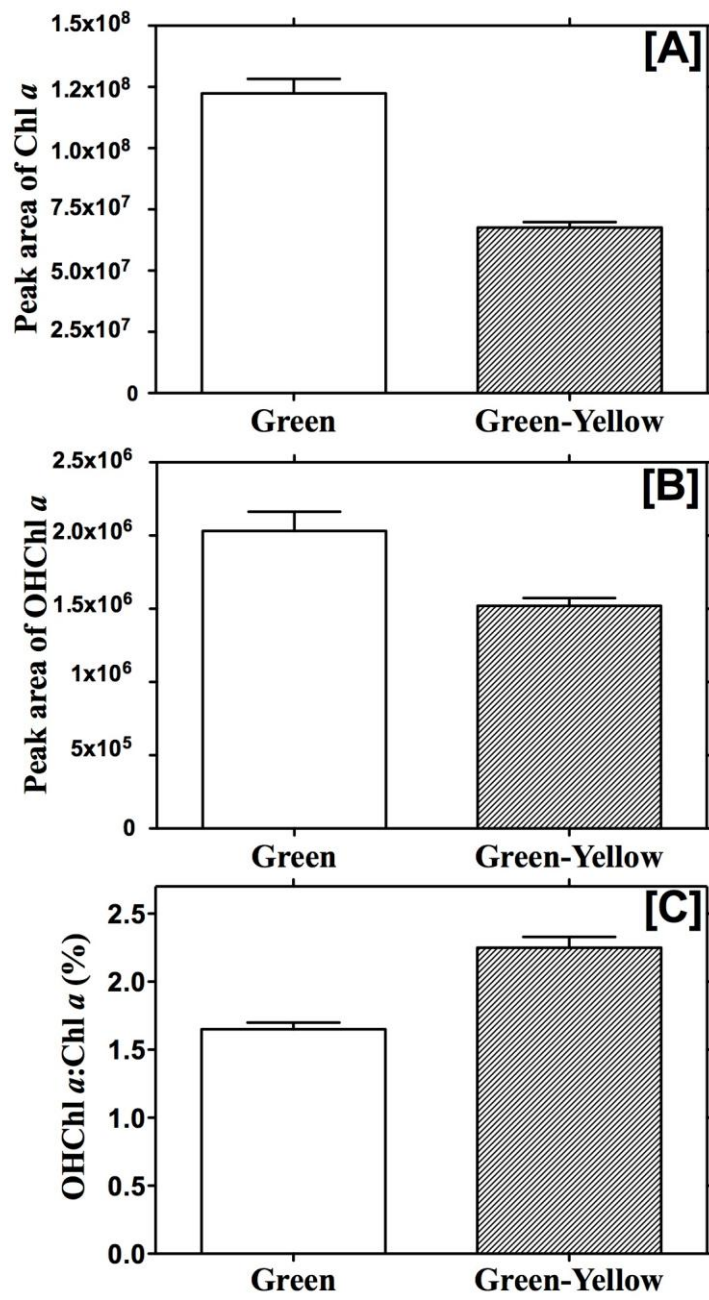 [A]
Peak area of Chl a
1.5x10⁸
1.2x10⁸
1.0x10⁸
7.5x10⁷
5.0x10⁷
2.5x10⁷
0
Green
Green-Yellow
[B]
Peak area of OHChl a
2.5x10⁶
2.0x10⁶
1.5x10⁶
1x10⁶
5x10⁵
0
Green
Green-Yellow
[C]
OHChl a:Chl a (%)
2.5
2.0
1.5
1.0
0.5
0.0
Green
Green-Yellow